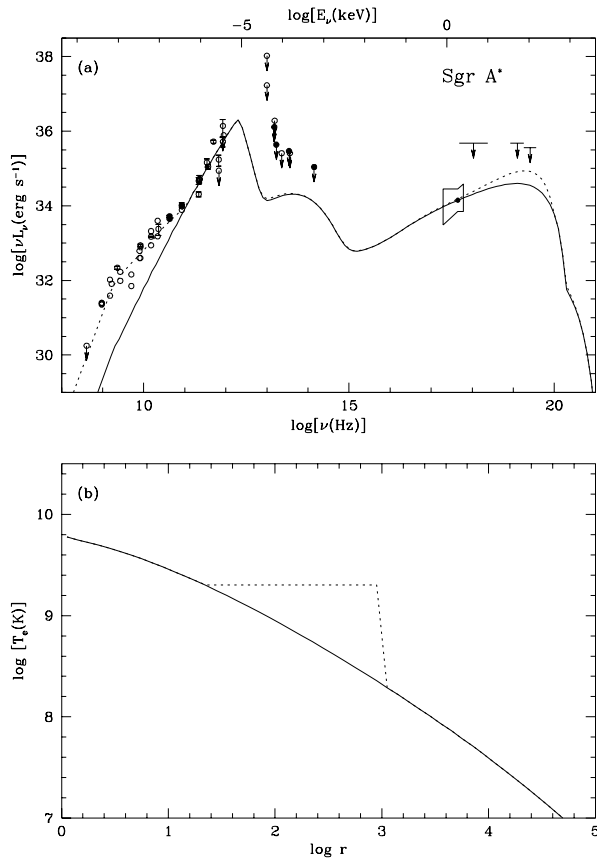 log[E_ν(keV)]
-5 0
(a)
Sgr A*
38
36
34
32
30
log[νL_ν(erg s⁻¹)]
10 15 20
log[ν(Hz)]
(b)
10
9
8
7
log [T_e(K)]
0 1 2 3 4 5
log r